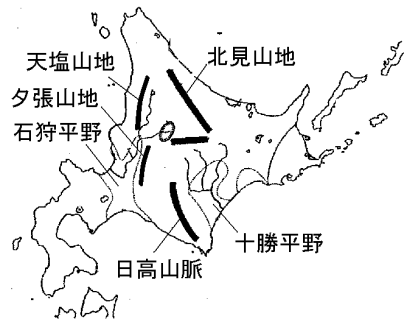 天塩山地
北見山地
夕張山地
石狩平野
十勝平野
日高山脈